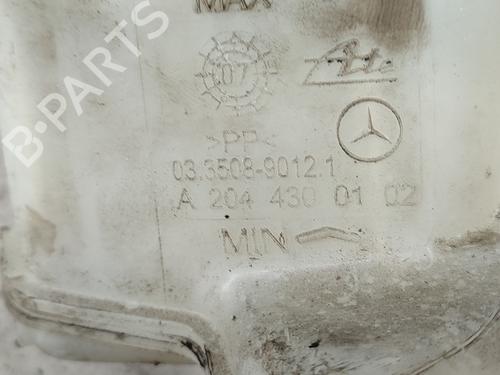 MAX
07 Ate
>PP<
03.3508-9012.1
A 204 430 01 02
MIN
B-PARTS